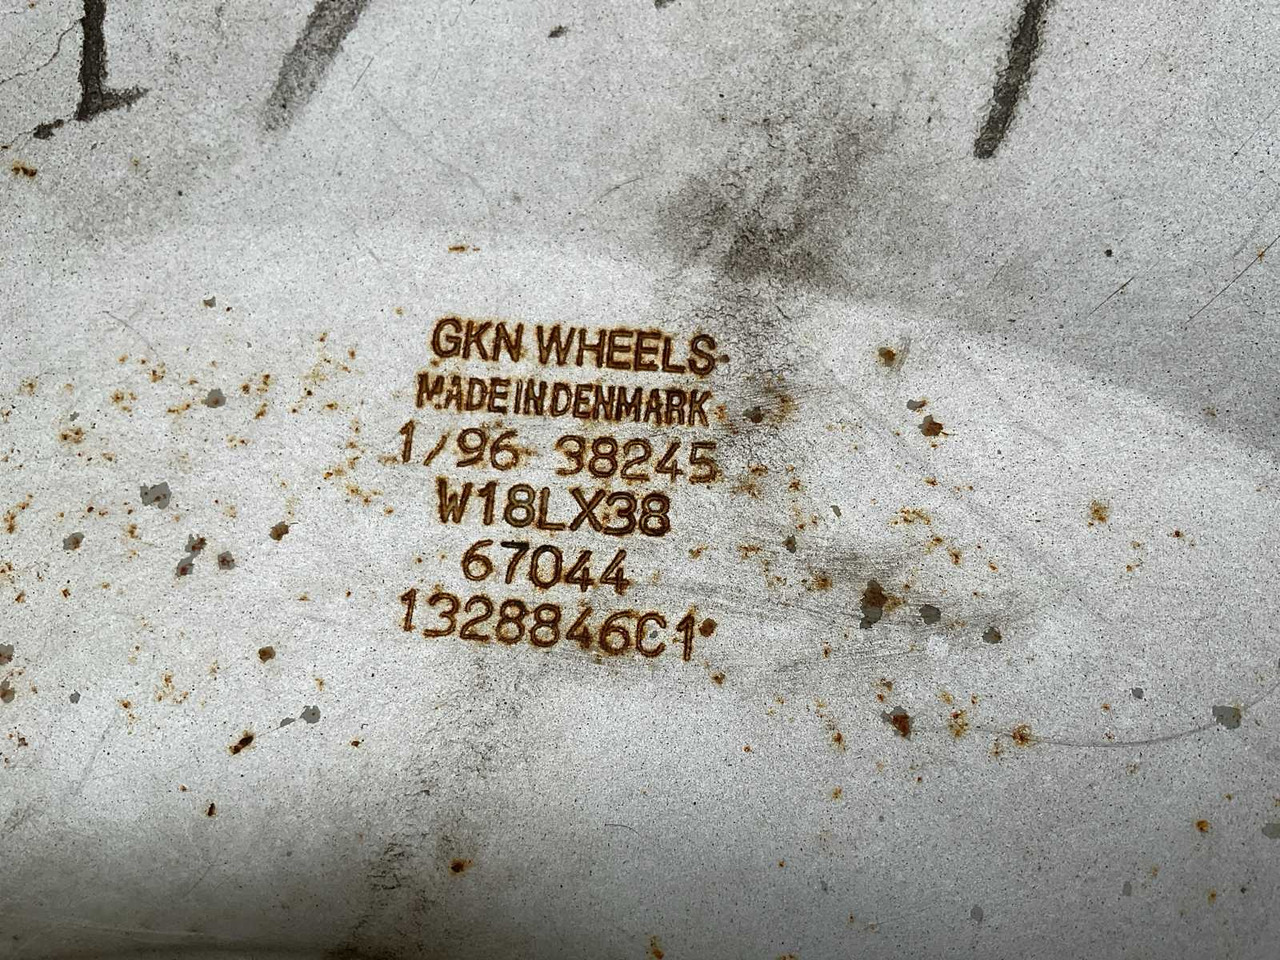 GKN WHEELS
MADE IN DENMARK
1/96 38245
W18LX38
67044
1328846C1